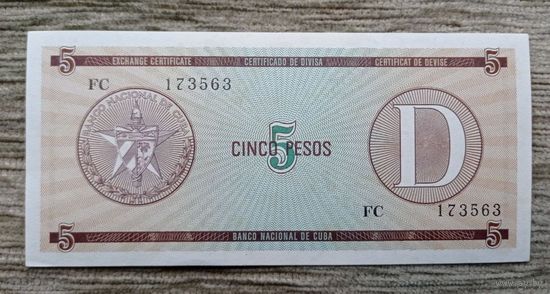 5 EXCHANGE CERTIFICATE CERTIFICADO DE DIVISA CERTIFICAT DE DEVISE 5
FC 173563
BANCO NACIONAL DE CUBA
5
CINCO PESOS
D
FC 173563
5 BANCO NACIONAL DE CUBA 5